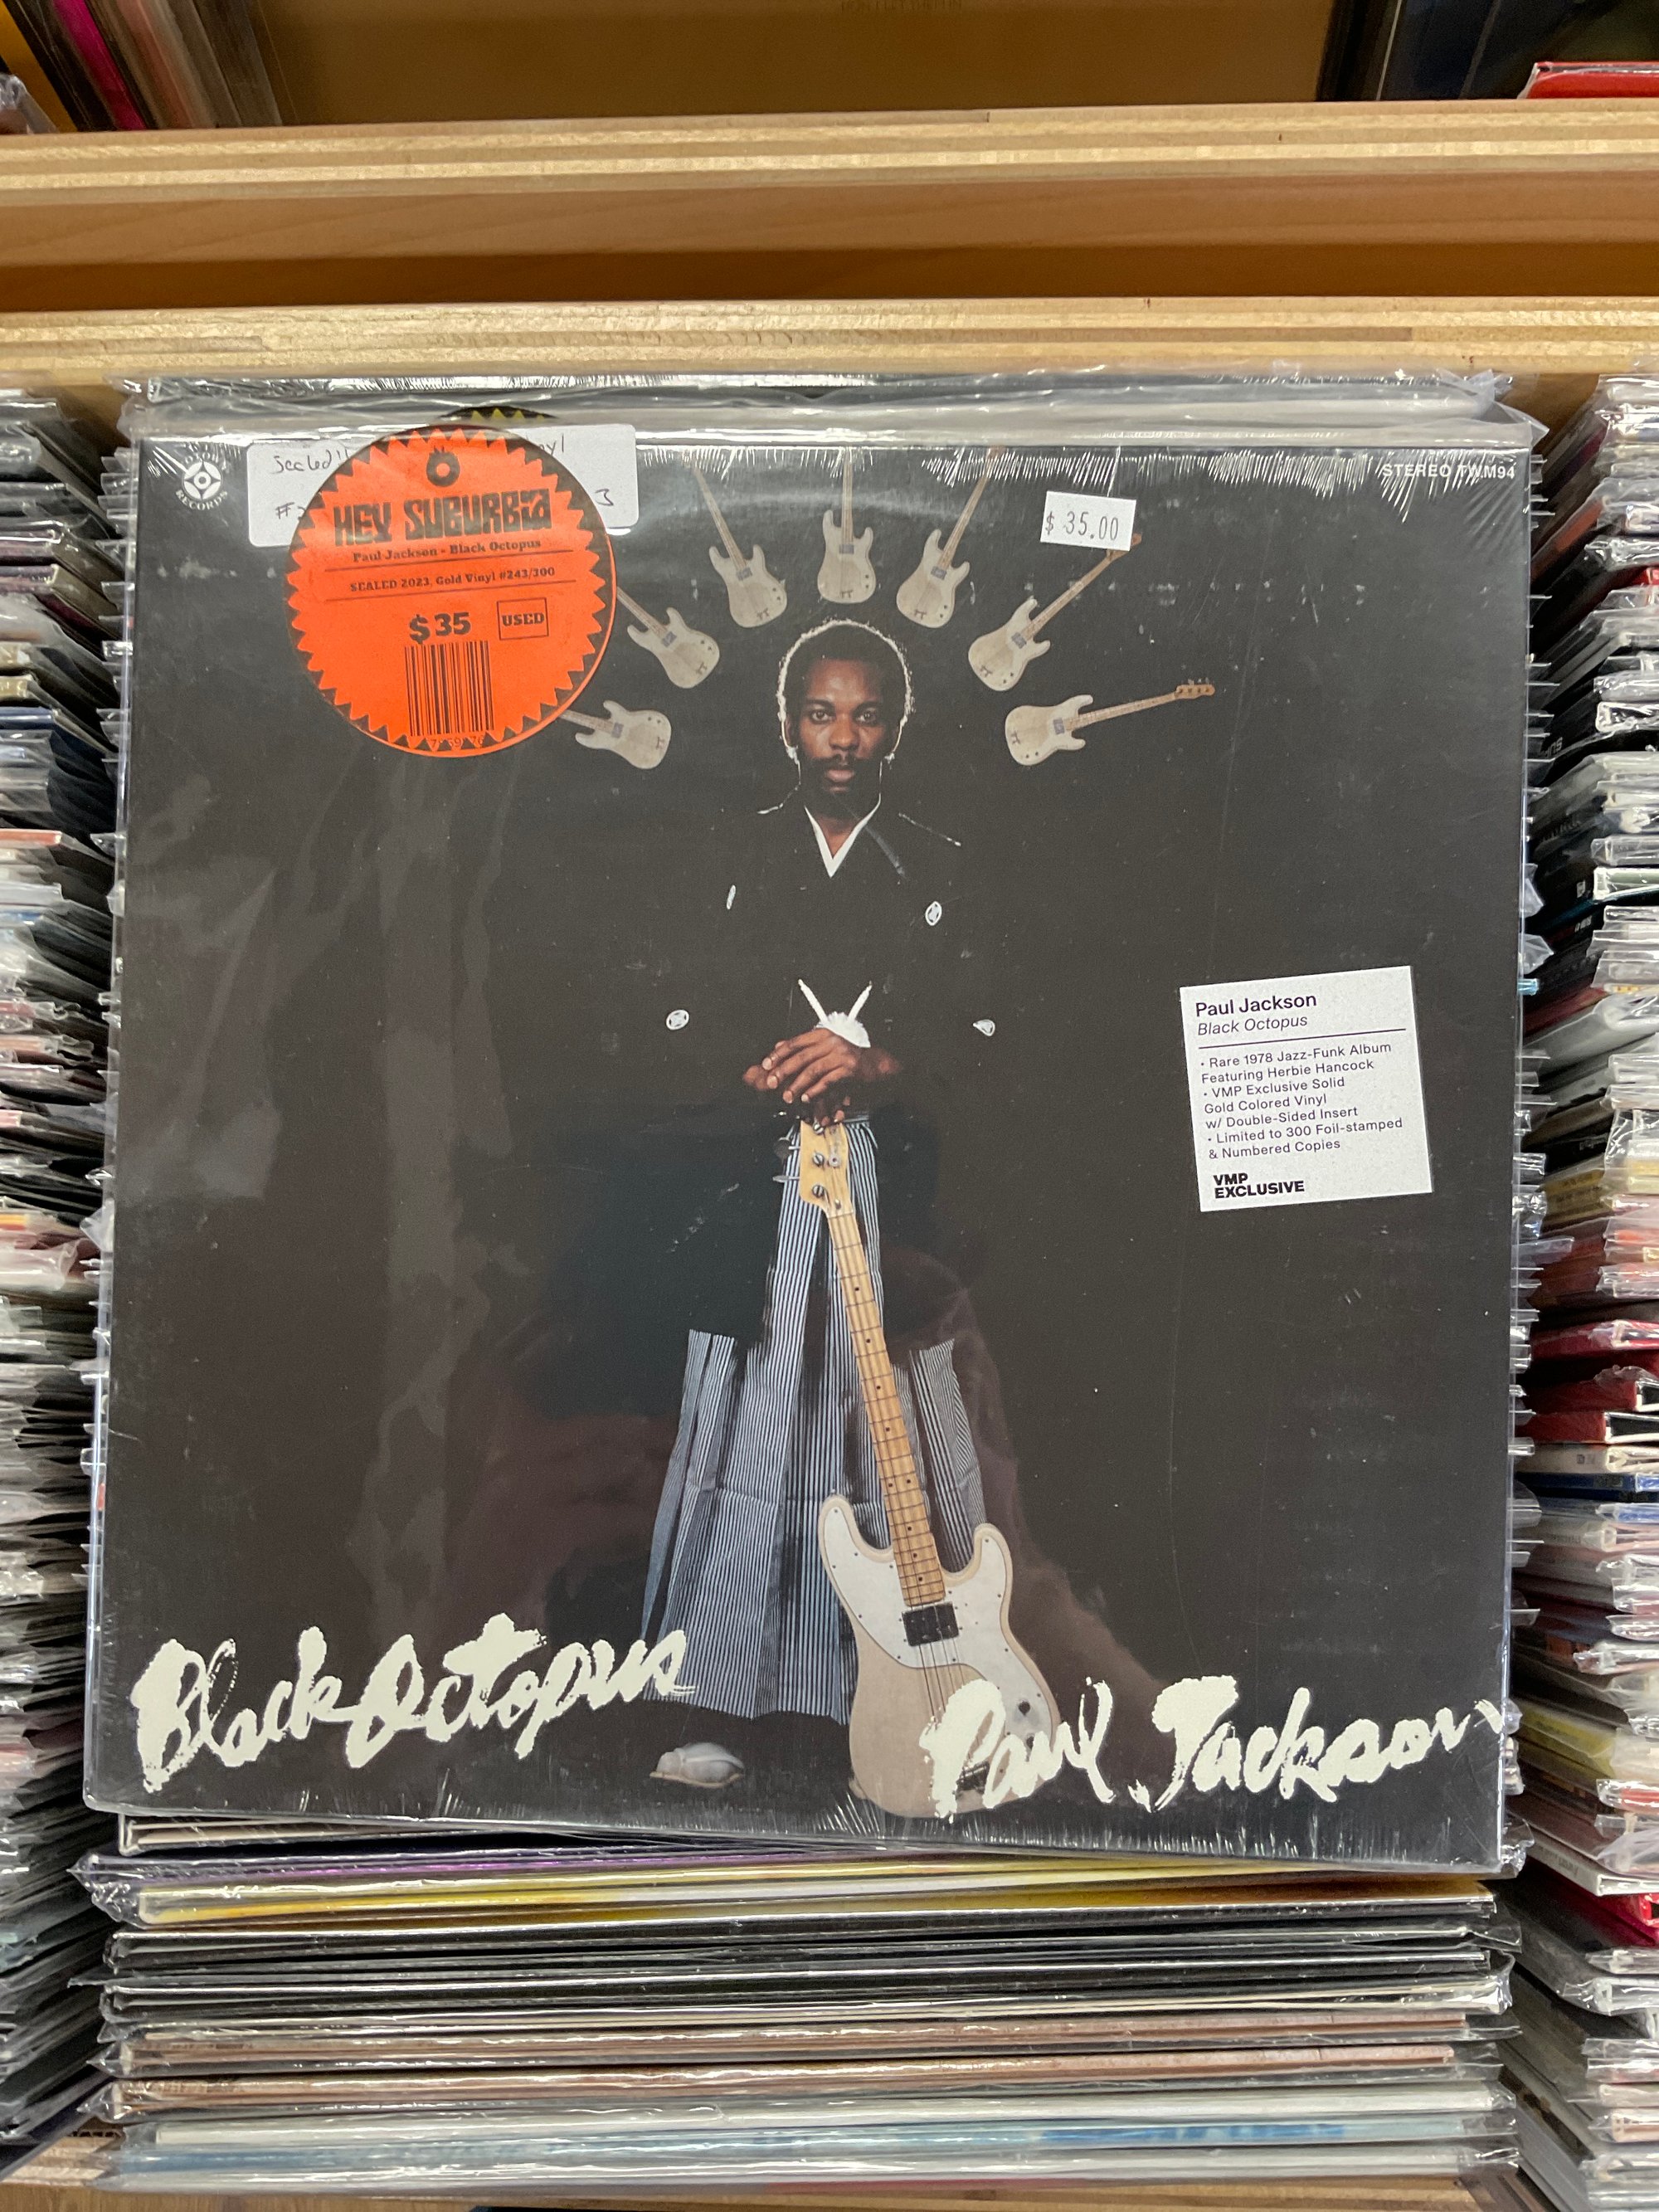 STEREO TWM94
RECORDS
sealed
HEY SUBURBIA
Paul Jackson - Black Octopus
SEALED 2023, Gold Vinyl #243/300
$35
USED
$ 35.00
Paul Jackson
Black Octopus
• Rare 1978 Jazz-Funk Album
Featuring Herbie Hancock
• VMP Exclusive Solid
Gold Colored Vinyl
w/ Double-Sided Insert
• Limited to 300 Foil-stamped
& Numbered Copies
VMP
EXCLUSIVE
Black Octopus
Paul Jackson